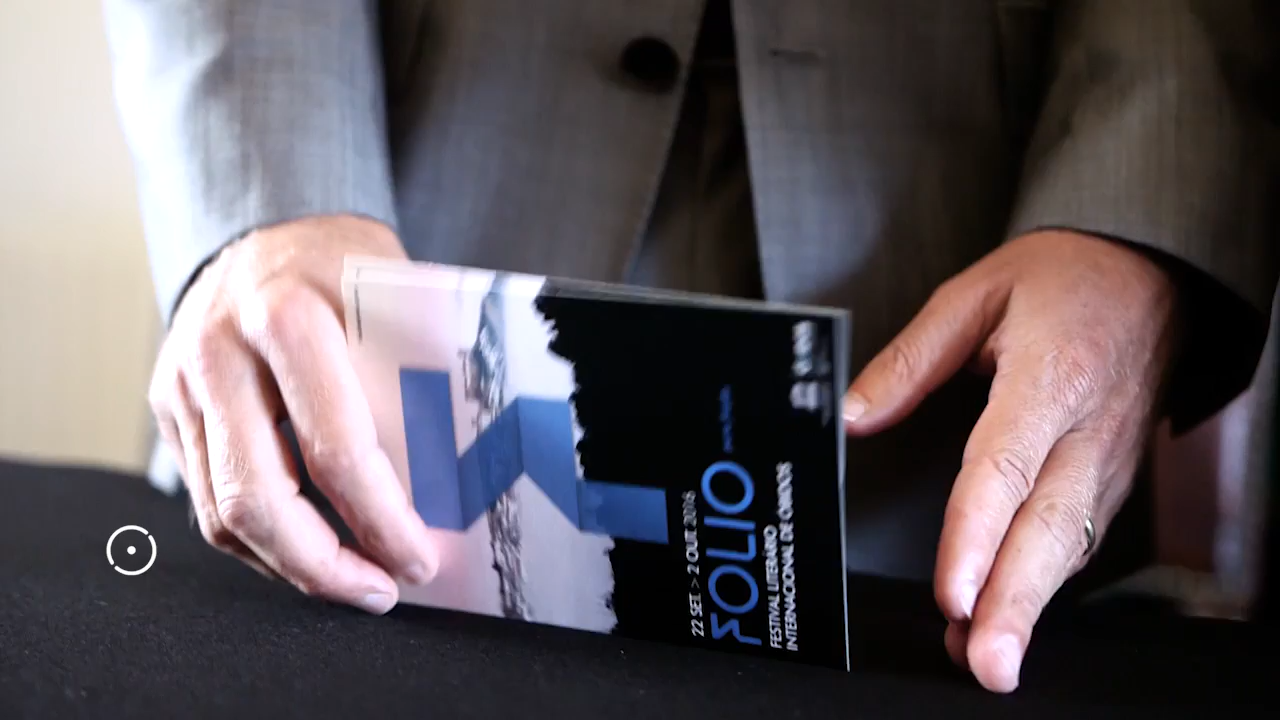 22 SET. > 2 OUT. 2016
FOLIO
FESTIVAL LITERÁRIO
INTERNACIONAL DE ÓBIDOS